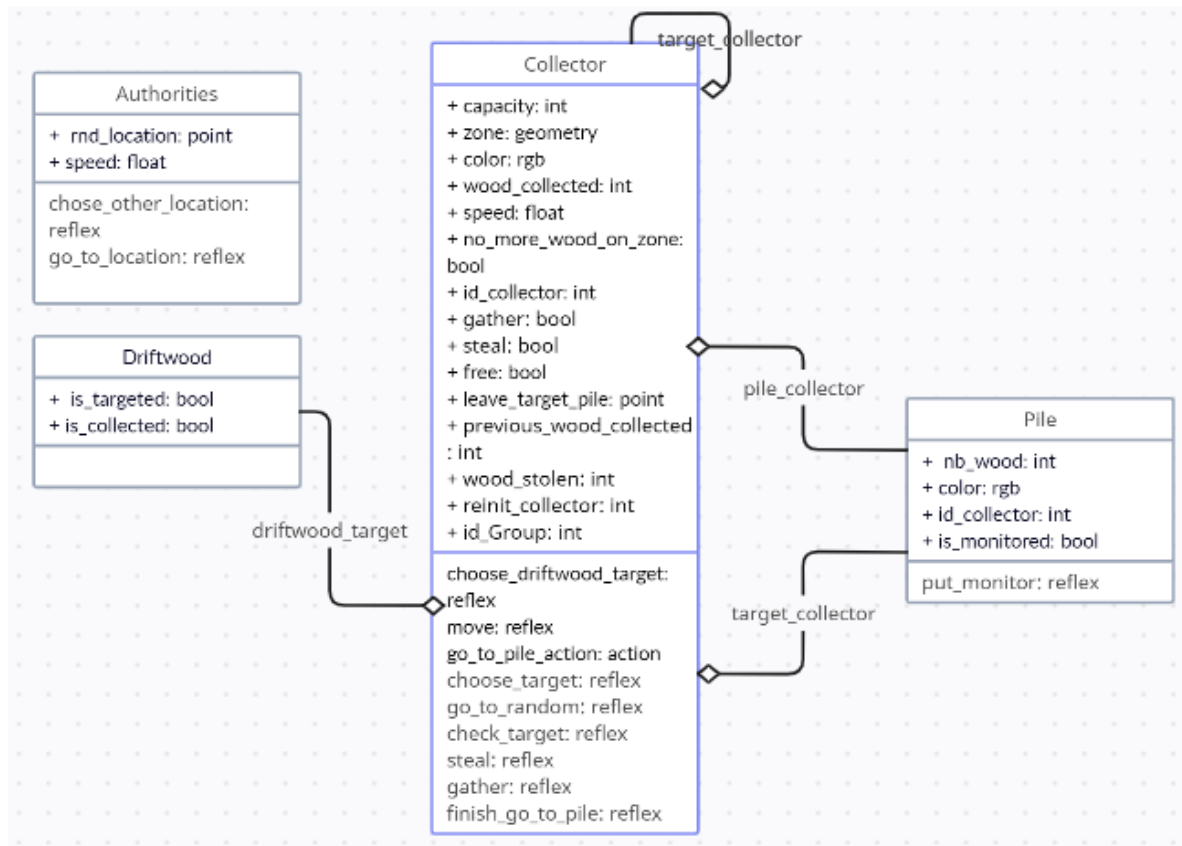 target_collector
Collector
+ capacity: int
+ zone: geometry
+ color: rgb
+ wood_collected: int
+ speed: float
+ no_more_wood_on_zone:
bool
+ id_collector: int
+ gather: bool
+ steal: bool
+ free: bool
+ leave_target_pile: point
+ previous_wood_collected
: int
+ wood_stolen: int
+ reinit_collector: int
+ id_Group: int
choose_driftwood_target:
reflex
move: reflex
go_to_pile_action: action
choose_target: reflex
go_to_random: reflex
check_target: reflex
steal: reflex
gather: reflex
finish_go_to_pile: reflex
Authorities
+ rnd_location: point
+ speed: float
chose_other_location:
reflex
go_to_location: reflex
Driftwood
+ is_targeted: bool
+ is_collected: bool
driftwood_target
pile_collector
Pile
+ nb_wood: int
+ color: rgb
+ id_collector: int
+ is_monitored: bool
put_monitor: reflex
target_collector